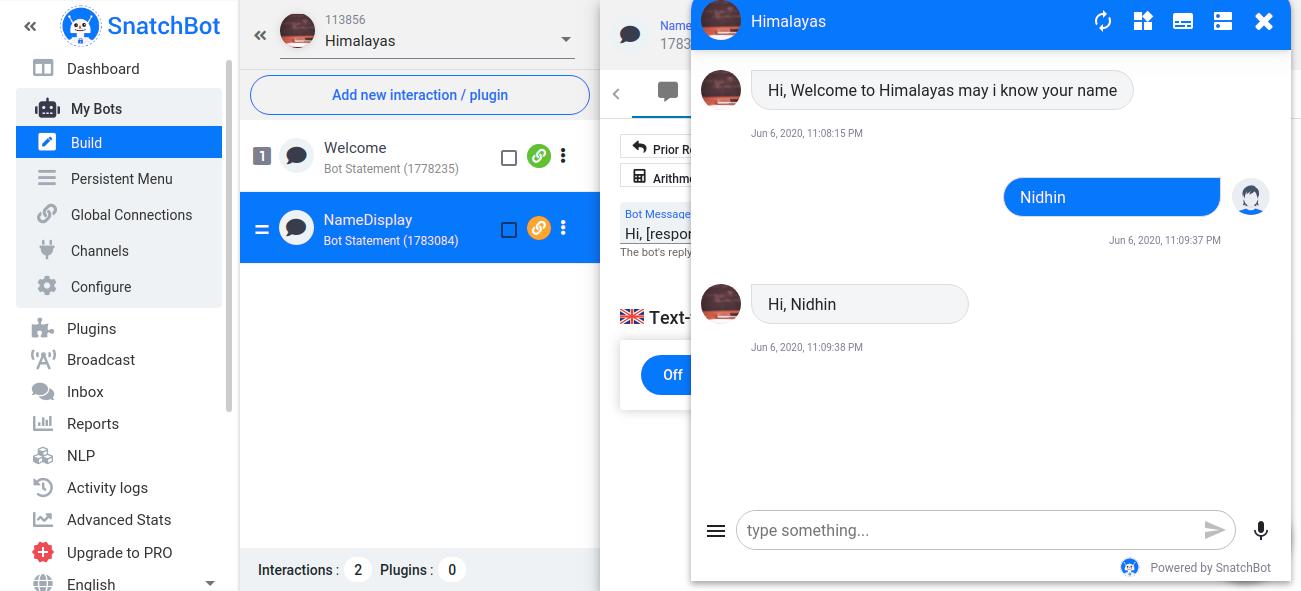 «
SnatchBot
Dashboard
My Bots
Build
Persistent Menu
Global Connections
Channels
Configure
Plugins
Broadcast
Inbox
Reports
NLP
Activity logs
Advanced Stats
Upgrade to PRO
English
«
113856
Himalayas
Add new interaction / plugin
1
Welcome
Bot Statement (1778235)
NameDisplay
Bot Statement (1783084)
Interactions : 2 Plugins : 0
Name
1783
Prior R
Arithm
Bot Message
Hi, [respor
The bot's reply
Text-
Off
Himalayas
Hi, Welcome to Himalayas may i know your name
Jun 6, 2020, 11:08:15 PM
Nidhin
Jun 6, 2020, 11:09:37 PM
Hi, Nidhin
Jun 6, 2020, 11:09:38 PM
type something...
Powered by SnatchBot